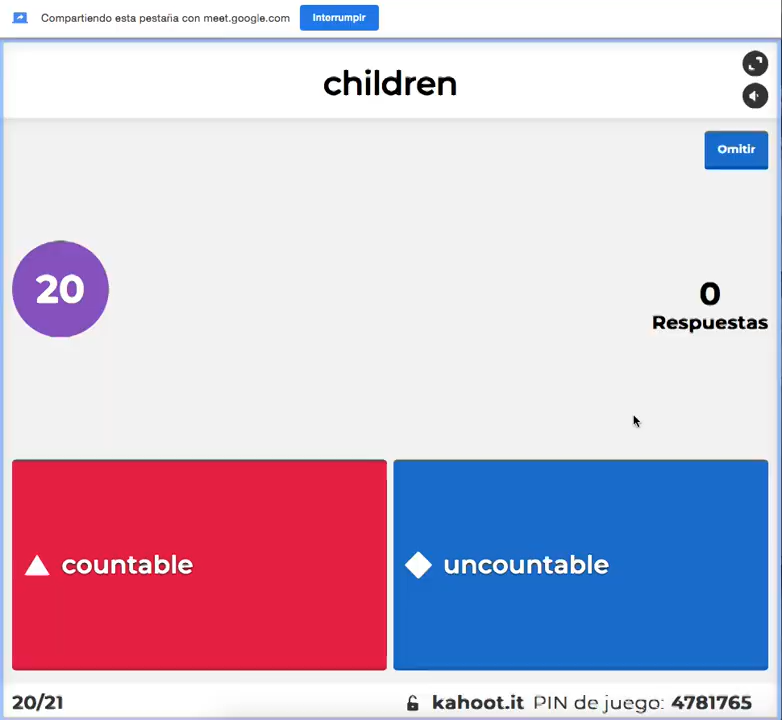 Compartiendo esta pestaña con meet.google.com Interrumpir
children
Omitir
20
0
Respuestas
countable
uncountable
20/21 kahoot.it PIN de juego: 4781765